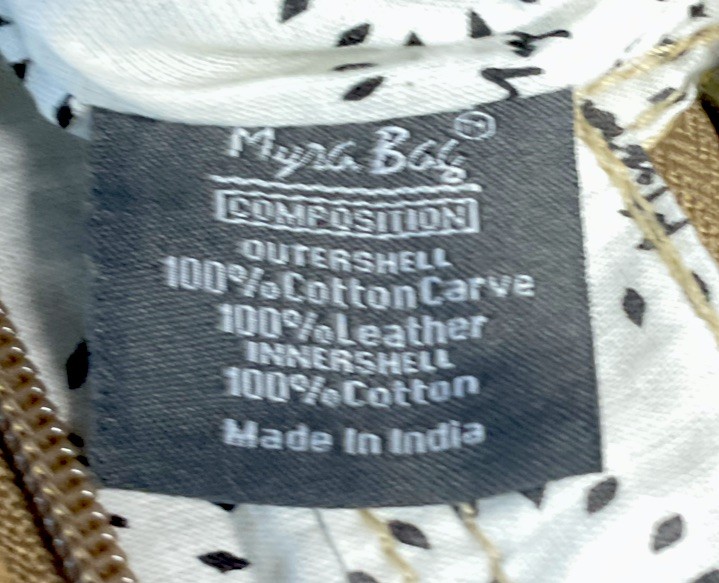 Myra Bag®
COMPOSITION
OUTERSHELL
100%CottonCarve
100%Leather
INNERSHELL
100%Cotton
Made In India